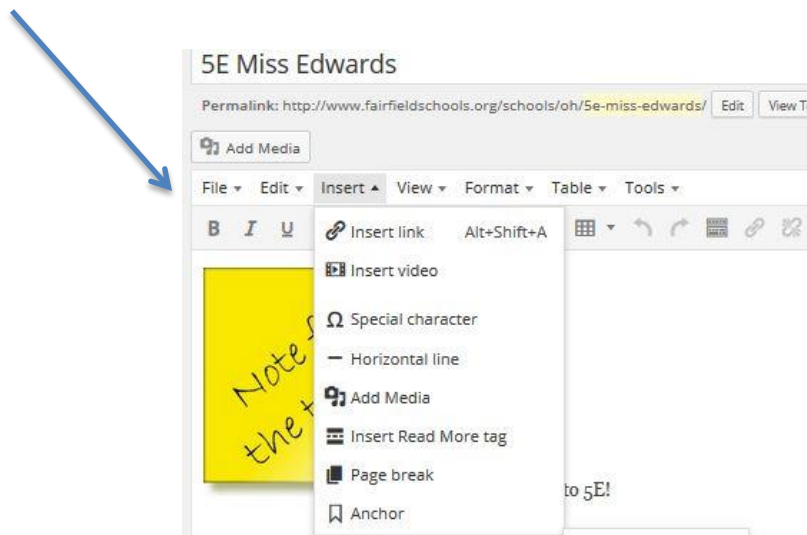 5E Miss Edwards
Permalink: http://www.fairfieldschools.org/schools/oh/5e-miss-edwards/ Edit View
Add Media
File Edit Insert View Format Table Tools
B I U
Insert link Alt+Shift+A
Insert video
Ω Special character
Horizontal line
Note
Add Media
the
Insert Read More tag
Page break
to 5E!
Anchor